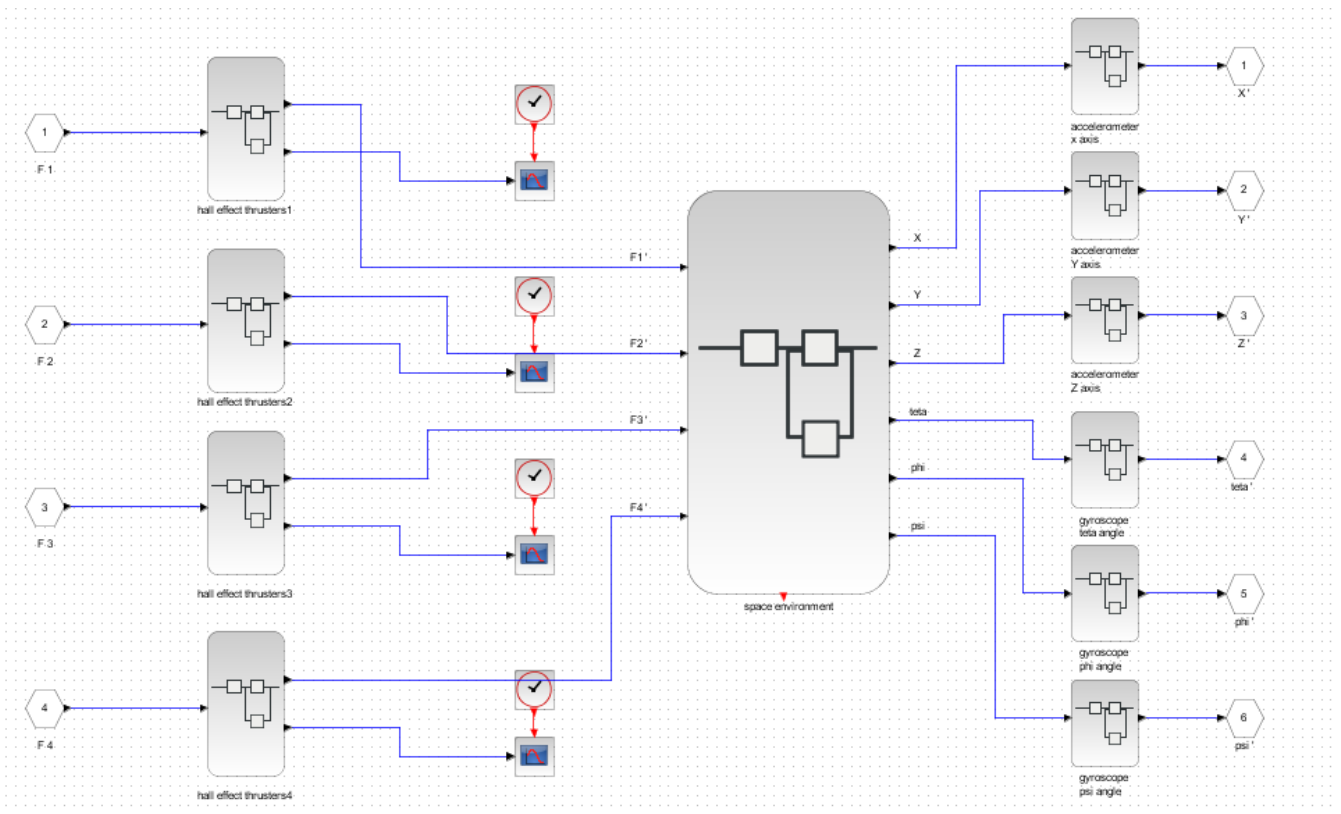 1
F 1
hall effect thrusters1
2
F 2
hall effect thrusters2
3
F 3
hall effect thrusters3
4
F 4
hall effect thrusters4
F1'
F2'
F3'
F4'
space environment
X
Y
Z
teta
phi
psi
accelerometer
x axis
1
X'
accelerometer
Y axis
2
Y'
accelerometer
Z axis
3
Z'
gyroscope
teta angle
4
teta'
gyroscope
phi angle
5
phi'
gyroscope
psi angle
6
psi'